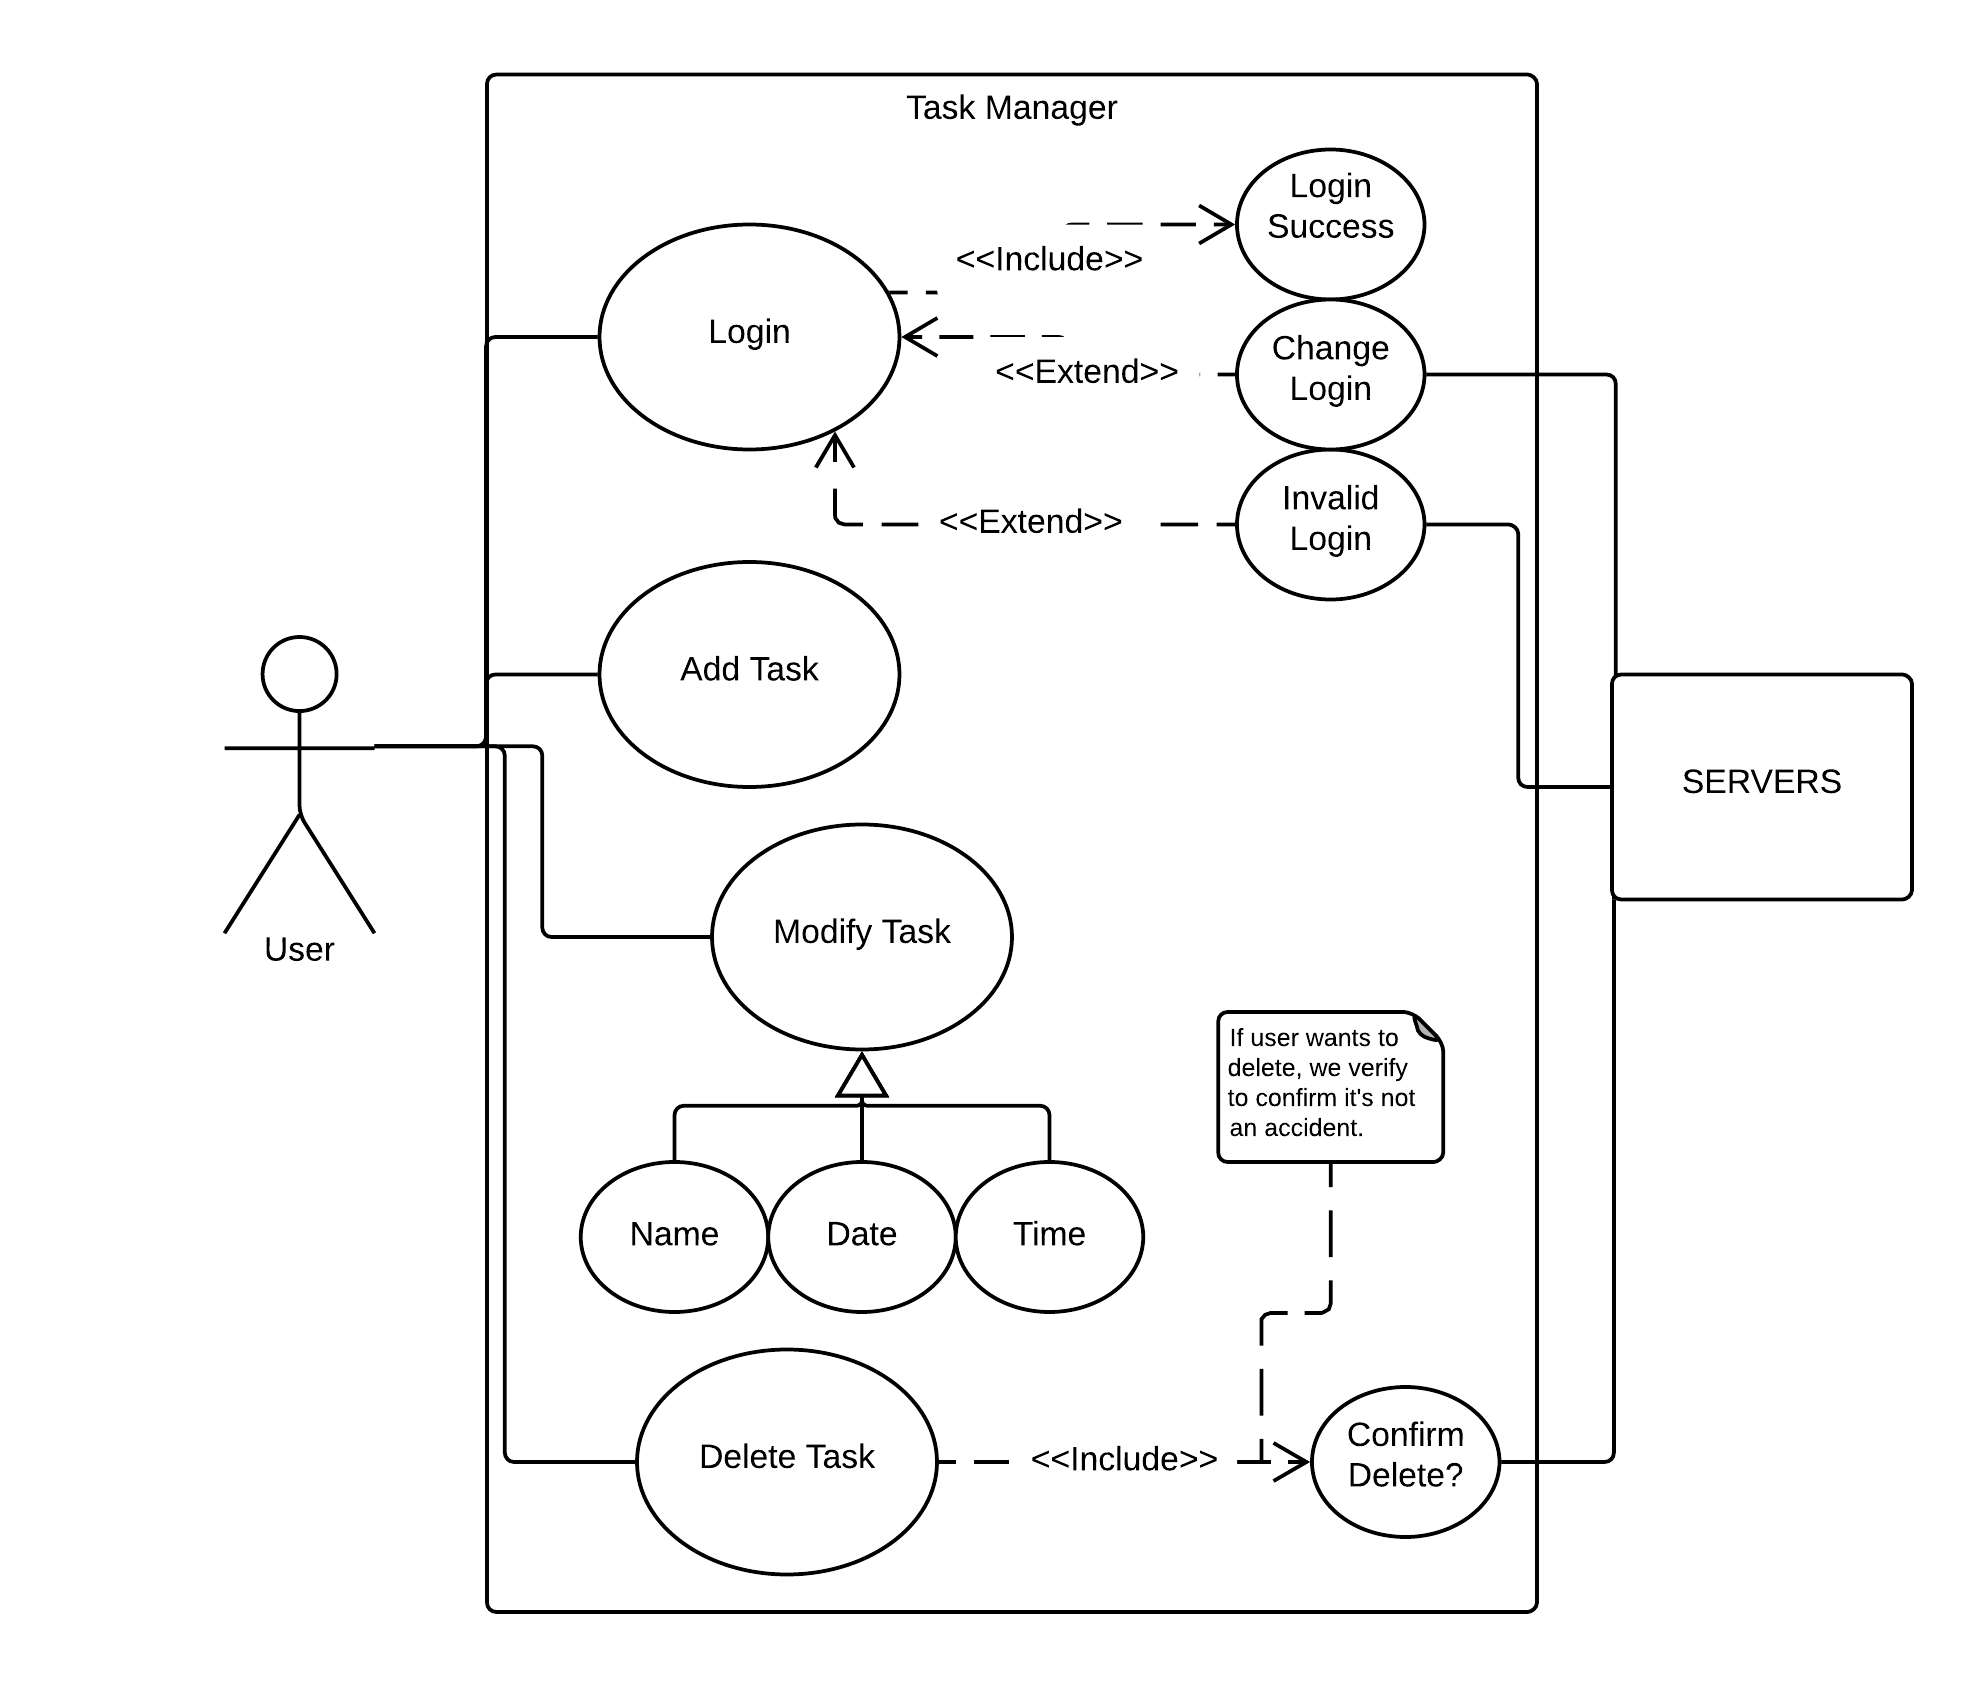 Task Manager
Login
Success
<<Include>>
Login
Change
Login
<<Extend>>
Invalid
Login
<<Extend>>
Add Task
SERVERS
Modify Task
User
If user wants to
delete, we verify
to confirm it's not
an accident.
Name
Date
Time
Delete Task
<<Include>>
Confirm
Delete?